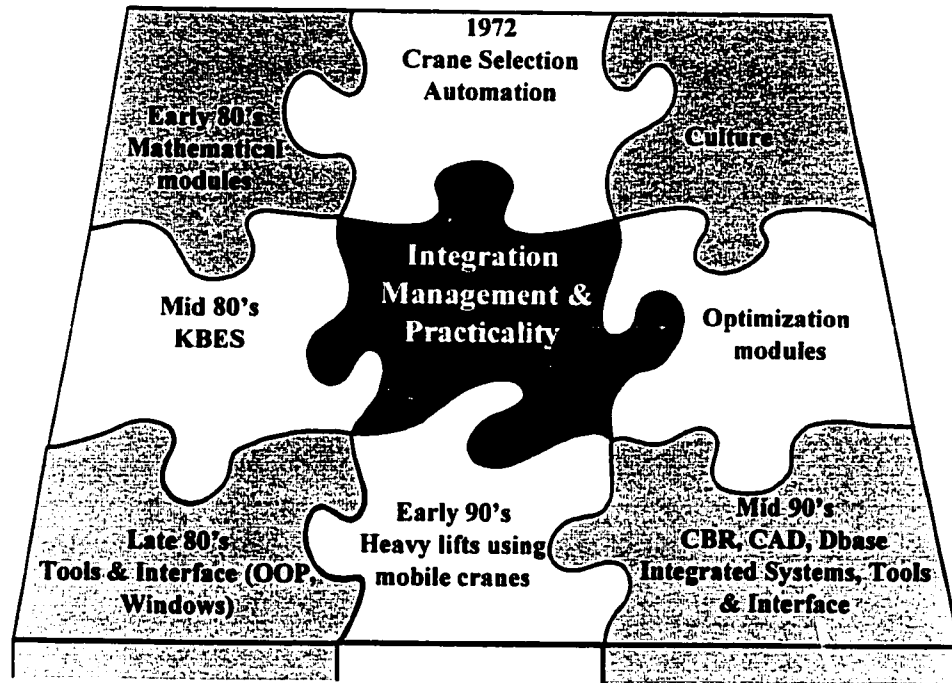 1972
Crane Selection
Automation
Early 80's
Mathematical
modules
Culture
Integration
Management &
Practicality
Mid 80's
KBES
Optimization
modules
Late 80's
Tools & Interface (OOP,
Windows)
Early 90's
Heavy lifts using
mobile cranes
Mid 90's
CBR, CAD, Dbase
Integrated Systems, Tools
& Interface